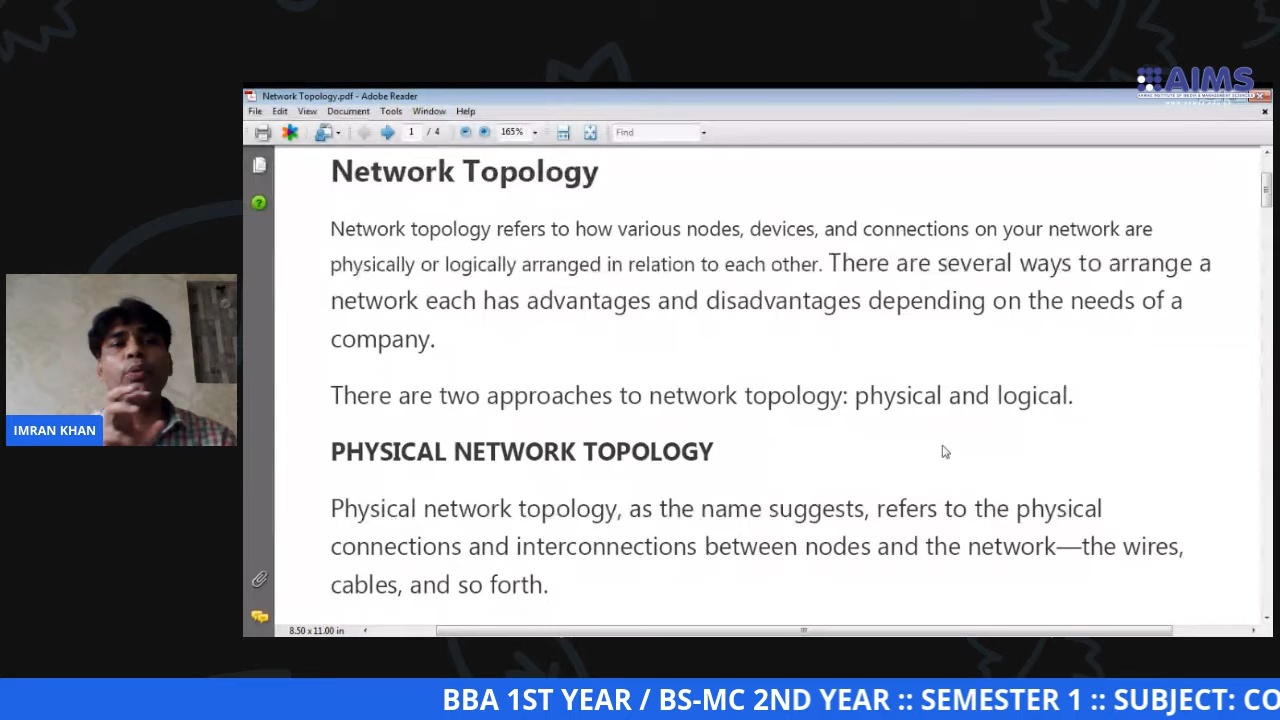 AIMS
Network Topology.pdf - Adobe Reader
File Edit View Document Tools Window Help
1 / 4 165% Find
Network Topology
Network topology refers to how various nodes, devices, and connections on your network are
physically or logically arranged in relation to each other. There are several ways to arrange a
network each has advantages and disadvantages depending on the needs of a
company.
There are two approaches to network topology: physical and logical.
PHYSICAL NETWORK TOPOLOGY
Physical network topology, as the name suggests, refers to the physical
connections and interconnections between nodes and the network—the wires,
cables, and so forth.
IMRAN KHAN
8.50 x 11.00 in
BBA 1ST YEAR / BS-MC 2ND YEAR :: SEMESTER 1 :: SUBJECT: CO